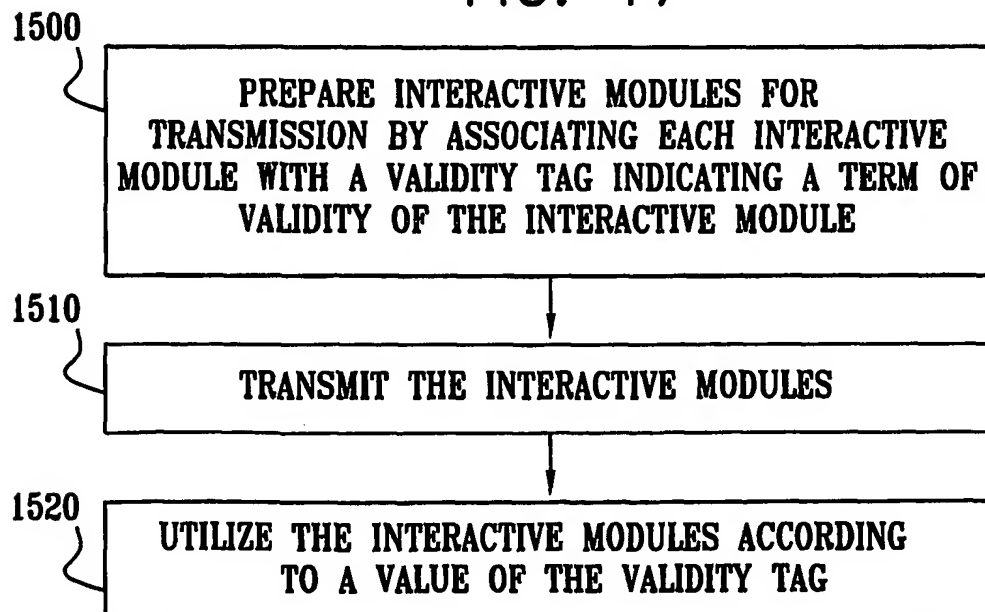 1500
PREPARE INTERACTIVE MODULES FOR
TRANSMISSION BY ASSOCIATING EACH INTERACTIVE
MODULE WITH A VALIDITY TAG INDICATING A TERM OF
VALIDITY OF THE INTERACTIVE MODULE
1510
TRANSMIT THE INTERACTIVE MODULES
1520
UTILIZE THE INTERACTIVE MODULES ACCORDING
TO A VALUE OF THE VALIDITY TAG